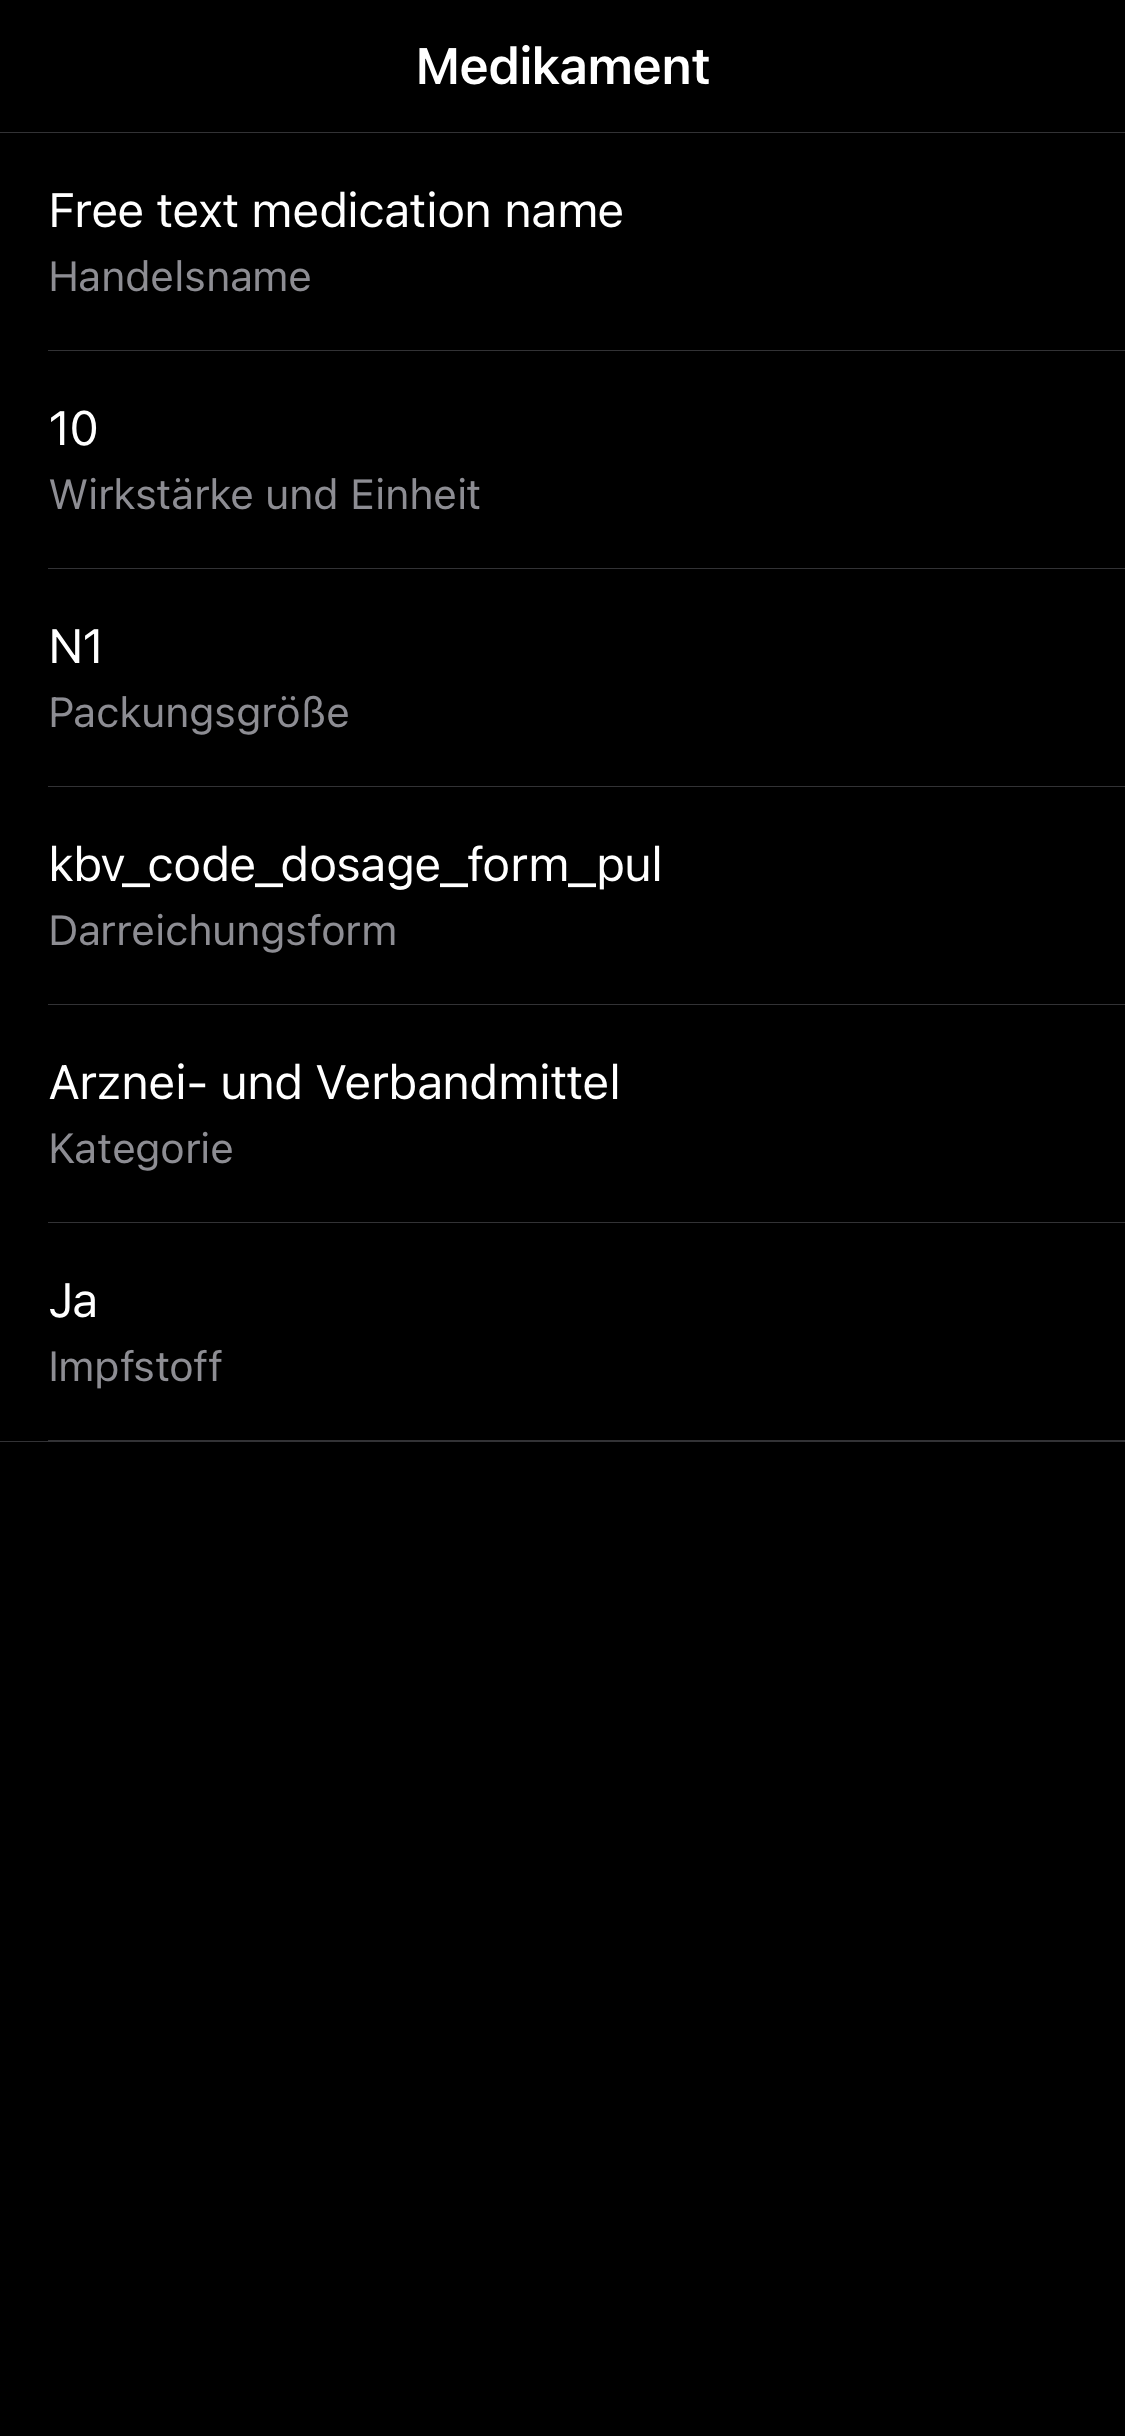 Medikament
Free text medication name
Handelsname
10
Wirkstärke und Einheit
N1
Packungsgröße
kbv_code_dosage_form_pul
Darreichungsform
Arznei- und Verbandmittel
Kategorie
Ja
Impfstoff